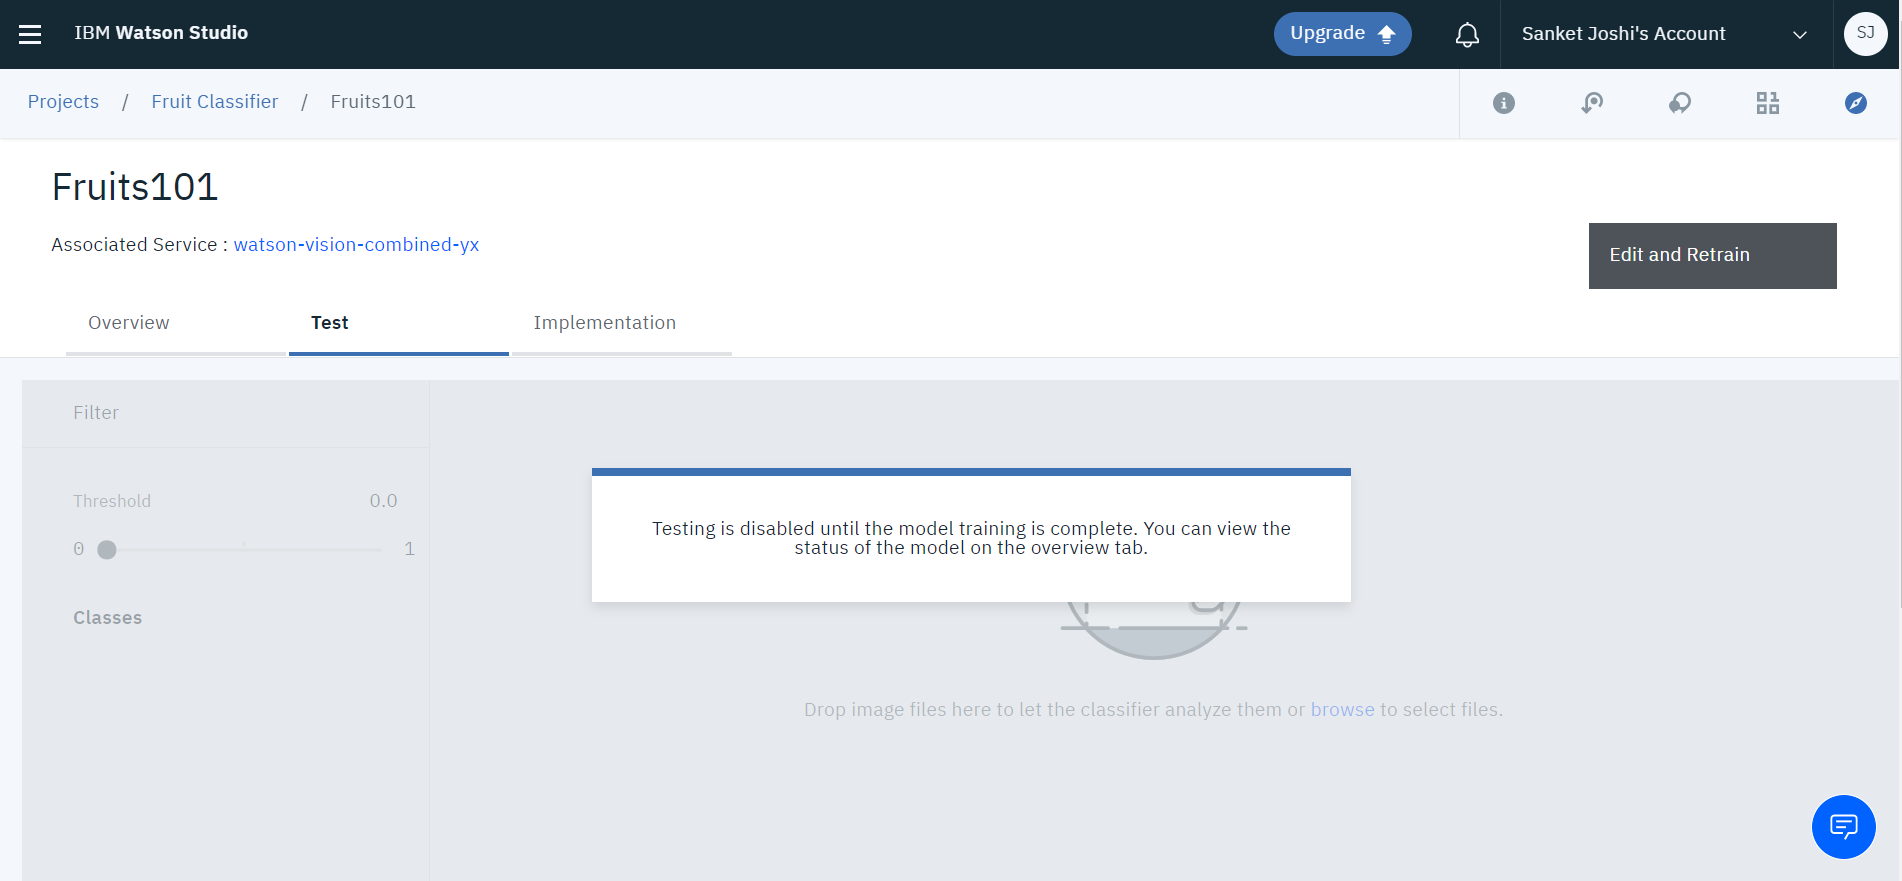 IBM Watson Studio
Upgrade
Sanket Joshi's Account
SJ
Projects / Fruit Classifier / Fruits101
Fruits101
Associated Service : watson-vision-combined-yx
Edit and Retrain
Overview
Test
Implementation
Filter
Threshold 0.0
0 1
Classes
Testing is disabled until the model training is complete. You can view the
status of the model on the overview tab.
Drop image files here to let the classifier analyze them or browse to select files.